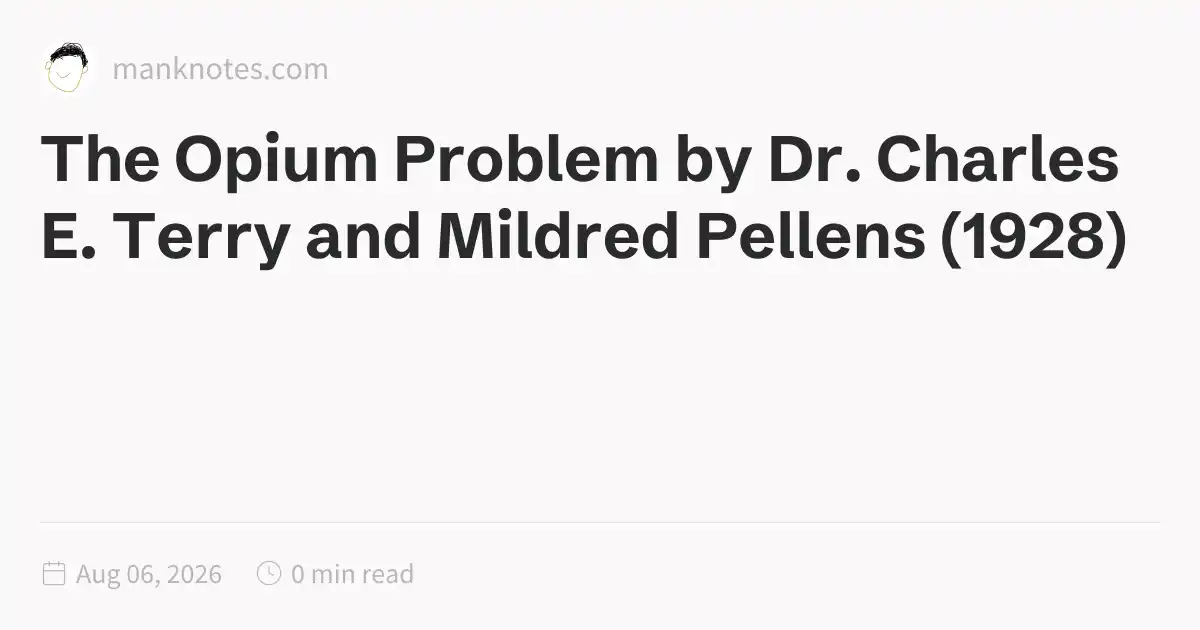 manknotes.com
The Opium Problem by Dr. Charles
E. Terry and Mildred Pellens (1928)
Aug 06, 2026 0 min read